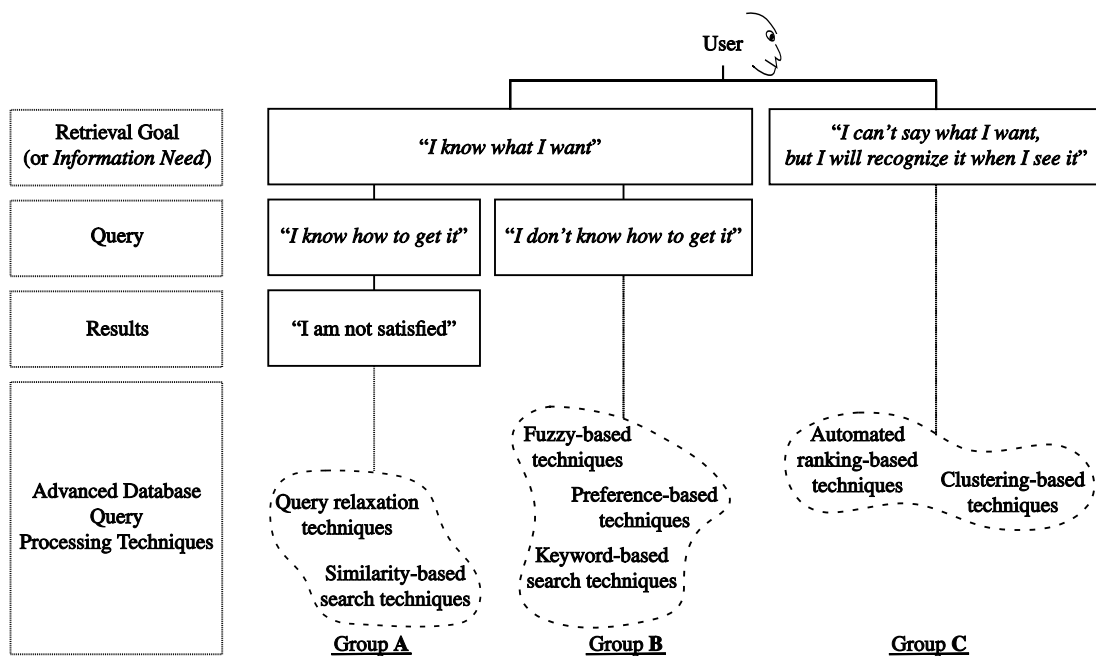 User
Retrieval Goal
(or Information Need)
“I know what I want”
“I can’t say what I want,
but I will recognize it when I see it”
Query
“I know how to get it”
“I don’t know how to get it”
Results
“I am not satisfied”
Advanced Database
Query
Processing Techniques
Query relaxation
techniques
Similarity-based
search techniques
Fuzzy-based
techniques
Preference-based
techniques
Keyword-based
search techniques
Automated
ranking-based
techniques
Clustering-based
techniques
Group A
Group B
Group C